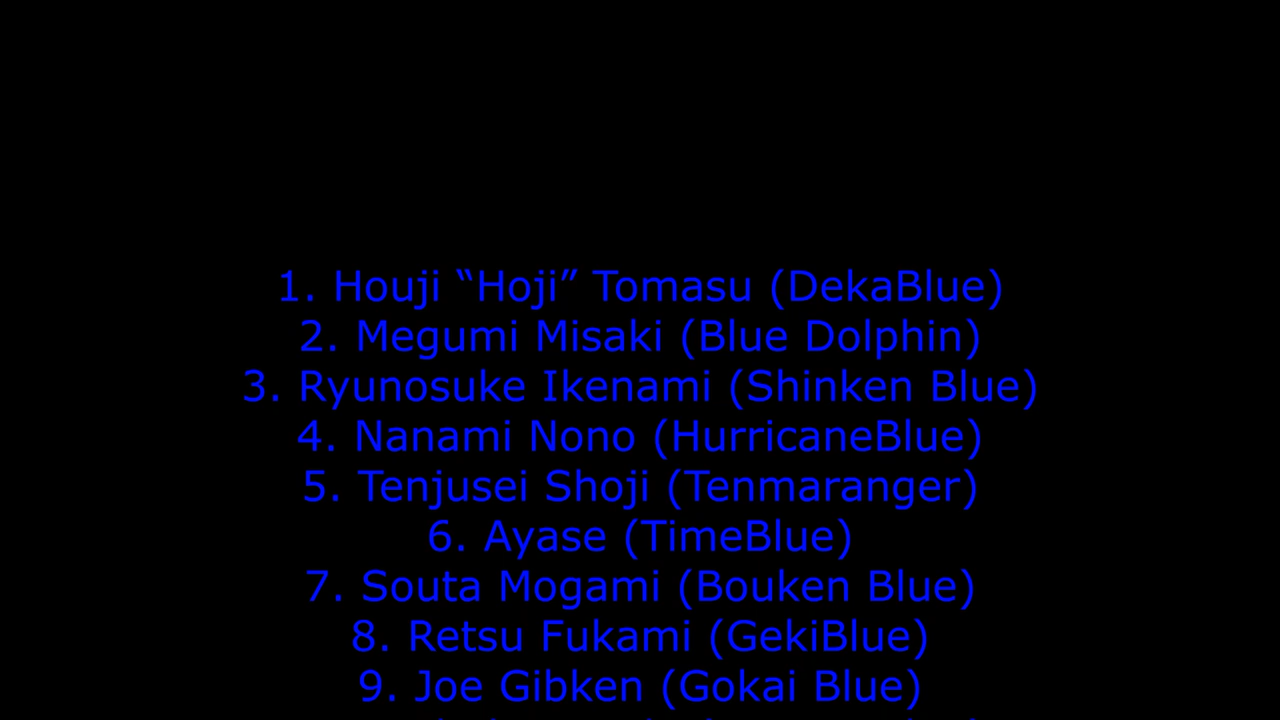 1. Houji “Hoji” Tomasu (DekaBlue)
2. Megumi Misaki (Blue Dolphin)
3. Ryunosuke Ikenami (Shinken Blue)
4. Nanami Nono (HurricaneBlue)
5. Tenjusei Shoji (Tenmaranger)
6. Ayase (TimeBlue)
7. Souta Mogami (Bouken Blue)
8. Retsu Fukami (GekiBlue)
9. Joe Gibken (Gokai Blue)